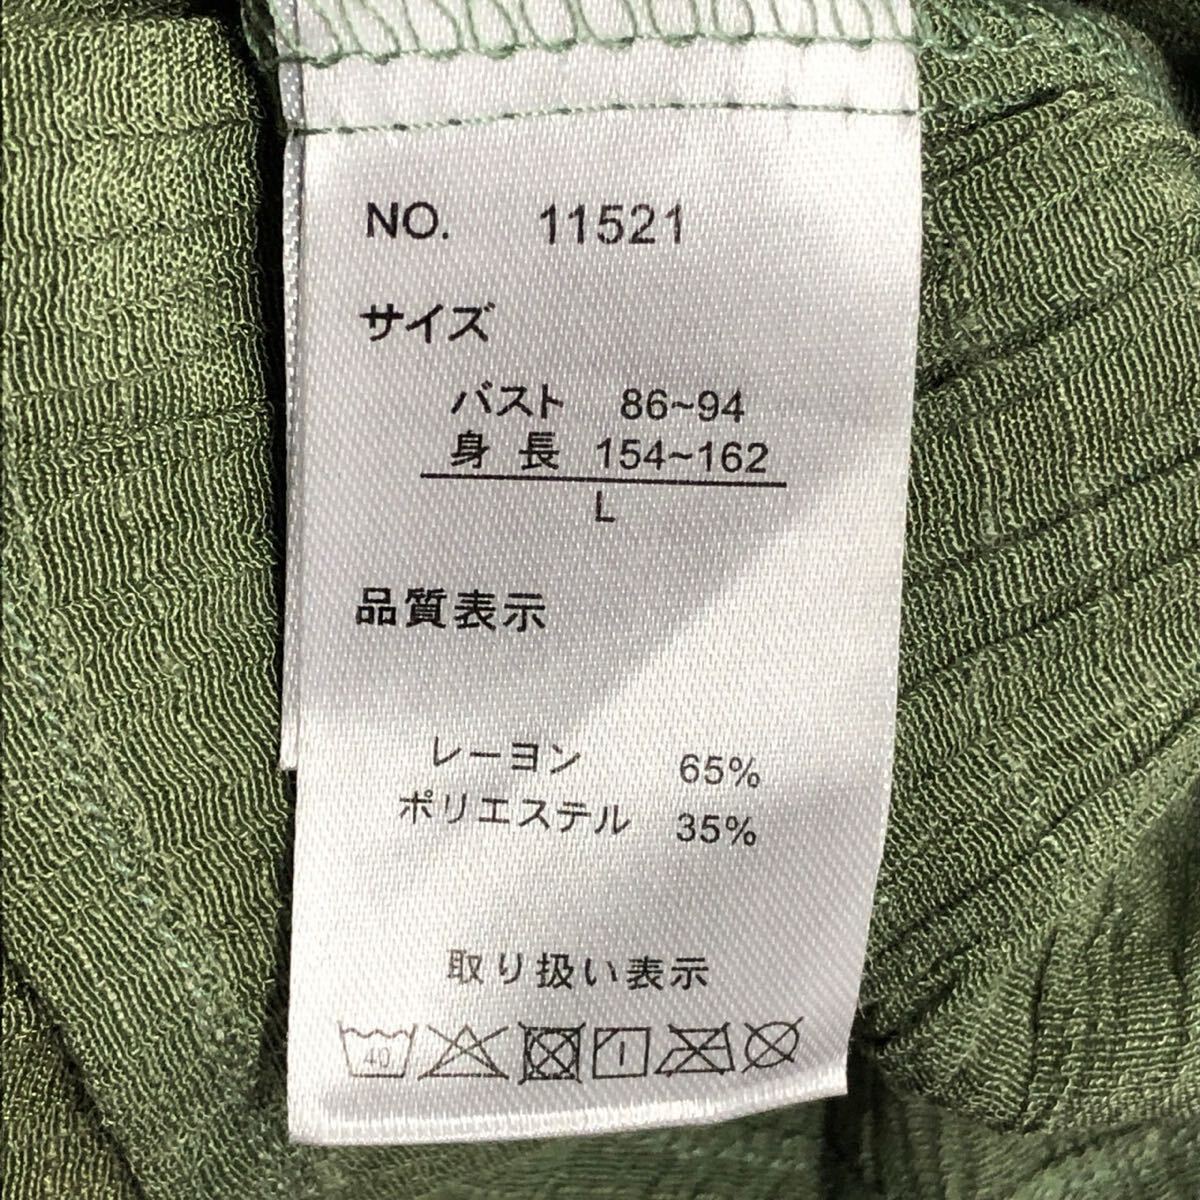 NO. 11521
サイズ
バスト 86~94
身長 154~162
L
品質表示
レーヨン 65%
ポリエステル 35%
取り扱い表示
40